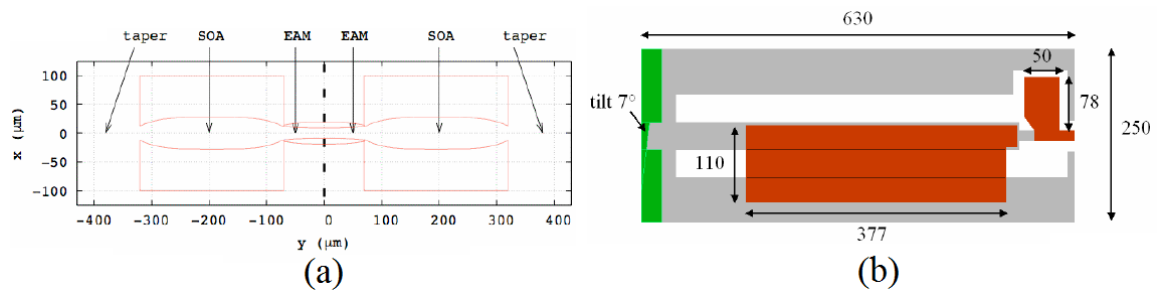 taper SOA EAM EAM SOA taper
100
50
0
-50
-100
x (μm)
-400 -300 -200 -100 0 100 200 300 400
y (μm)
(a)
630
50
tilt 7°
78
250
110
377
(b)